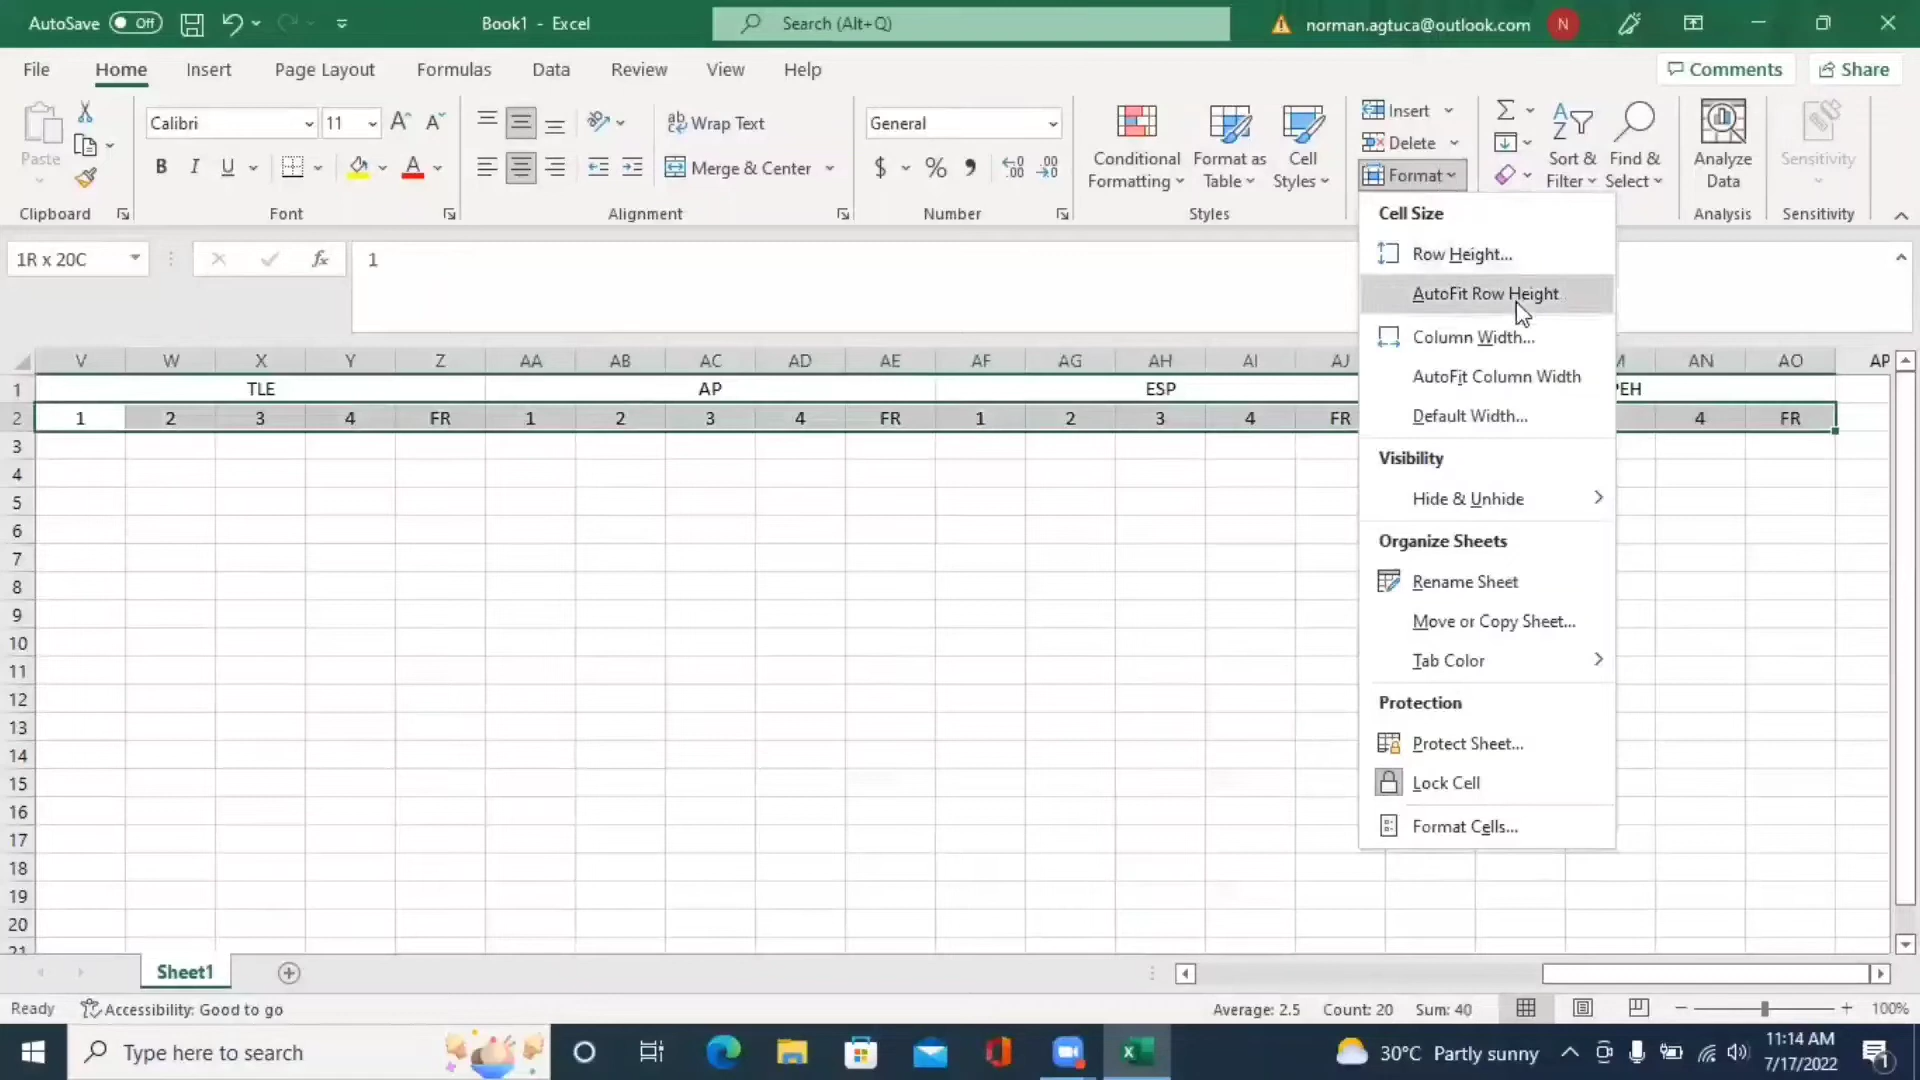 AutoSave Off Book1 - Excel Search (Alt+Q) norman.agtuca@outlook.com N
File Home Insert Page Layout Formulas Data Review View Help Comments Share
Calibri 11 Wrap Text General Insert
Delete
Paste B I U Merge & Center $ % Conditional Formatting Format as Table Cell Styles Format Sort & Filter Find & Select Analyze Data Sensitivity
Clipboard Font Alignment Number Styles Analysis Sensitivity
1R x 20C fx 1
Cell Size
Row Height...
AutoFit Row Height
Column Width...
AutoFit Column Width
Default Width...
Visibility
Hide & Unhide
Organize Sheets
Rename Sheet
Move or Copy Sheet...
Tab Color
Protection
Protect Sheet...
Lock Cell
Format Cells...
V W X Y Z AA AB AC AD AE AF AG AH AI AJ AN AO AP
1 TLE AP ESP
2 1 2 3 4 FR 1 2 3 4 FR 1 2 3 4 FR 4 FR
3
4
5
6
7
8
9
10
11
12
13
14
15
16
17
18
19
20
21
Sheet1
Ready Accessibility: Good to go Average: 2.5 Count: 20 Sum: 40 100%
Type here to search 30°C Partly sunny 11:14 AM
7/17/2022 1